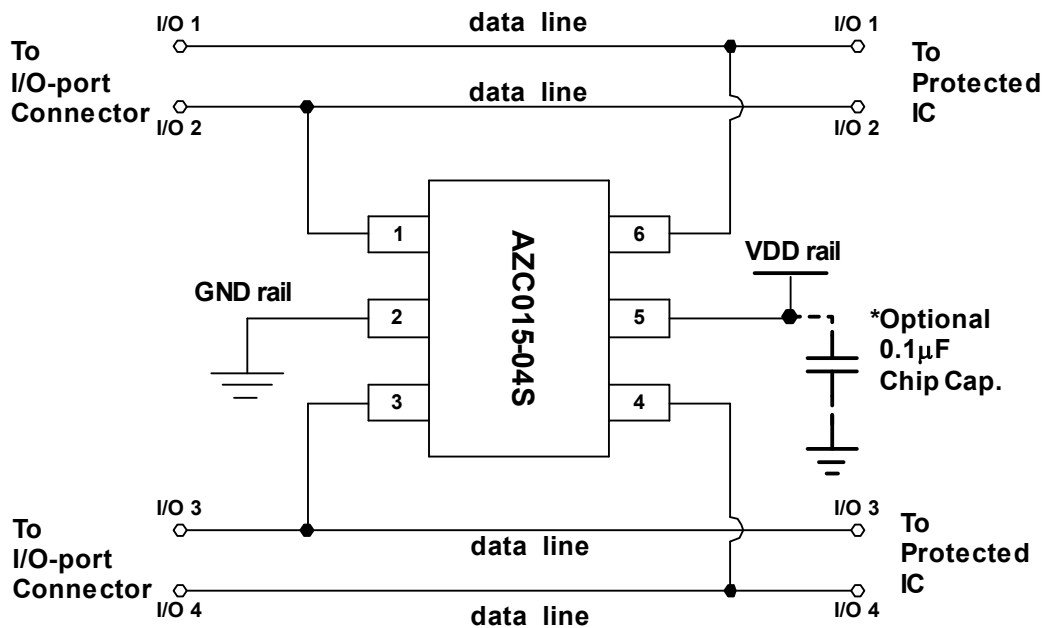 I/O 1
data line
I/O 1
To
I/O-port
Connector
To
Protected
IC
data line
I/O 2
I/O 2
AZC015-04S
1
6
2
5
3
4
GND rail
VDD rail
*Optional
0.1μF
Chip Cap.
I/O 3
I/O 3
To
I/O-port
Connector
data line
To
Protected
IC
I/O 4
data line
I/O 4